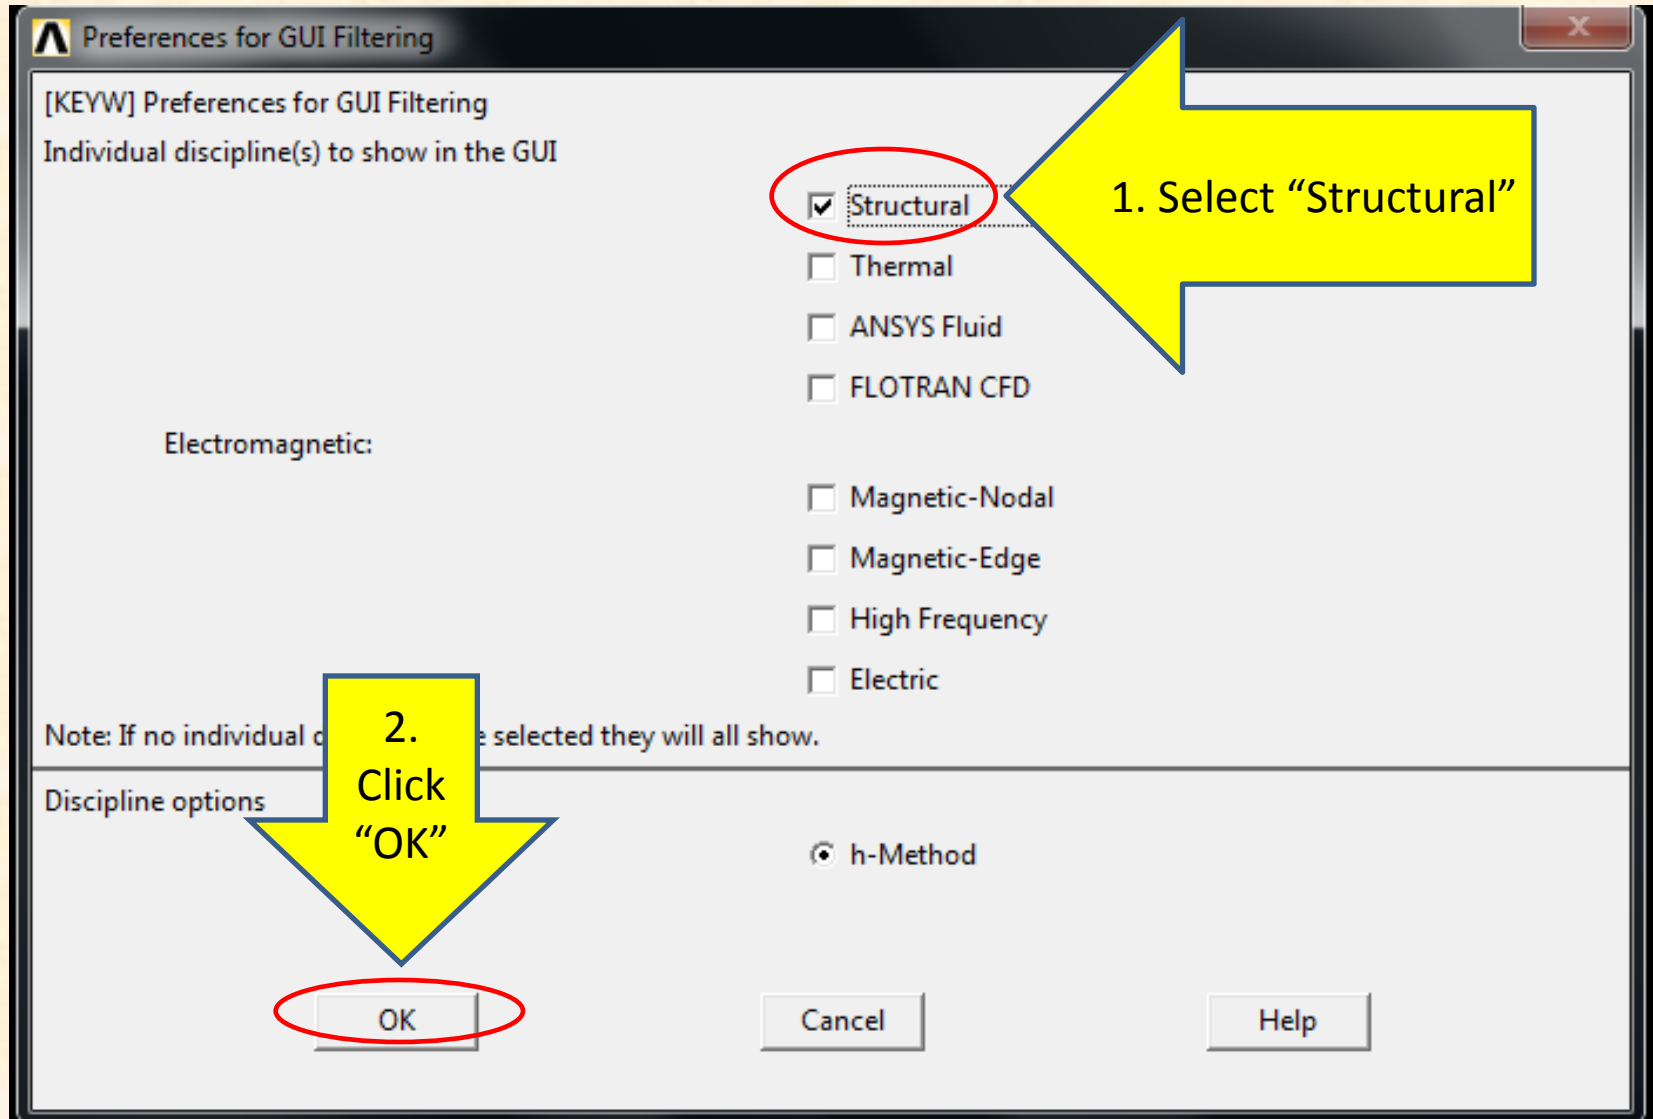 Preferences for GUI Filtering
[KEYW] Preferences for GUI Filtering
Individual discipline(s) to show in the GUI
Structural
1. Select “Structural”
Thermal
ANSYS Fluid
FLOTRAN CFD
Electromagnetic:
Magnetic-Nodal
Magnetic-Edge
High Frequency
Electric
Note: If no individual selected they will all show.
2.
Click
“OK”
Discipline options
h-Method
OK
Cancel
Help